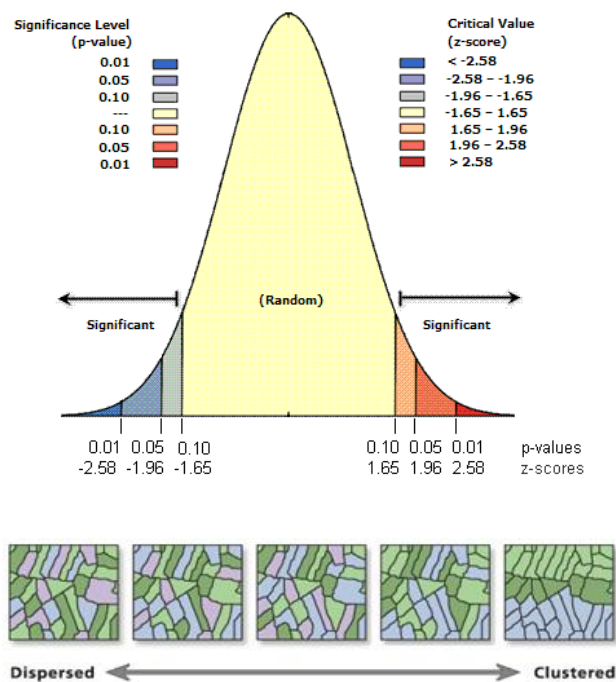 Significance Level
(p-value)
0.01
0.05
0.10
---
0.10
0.05
0.01
Critical Value
(z-score)
< -2.58
-2.58 – -1.96
-1.96 – -1.65
-1.65 – 1.65
1.65 – 1.96
1.96 – 2.58
> 2.58
Significant
(Random)
Significant
0.01 0.05 0.10 0.10 0.05 0.01 p-values
-2.58 -1.96 -1.65 1.65 1.96 2.58 z-scores
Dispersed Clustered